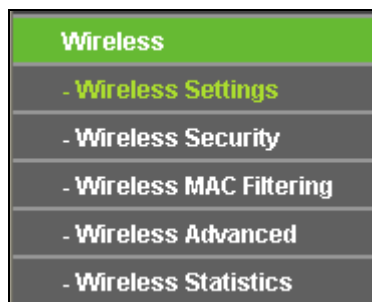 Wireless
- Wireless Settings
- Wireless Security
- Wireless MAC Filtering
- Wireless Advanced
- Wireless Statistics